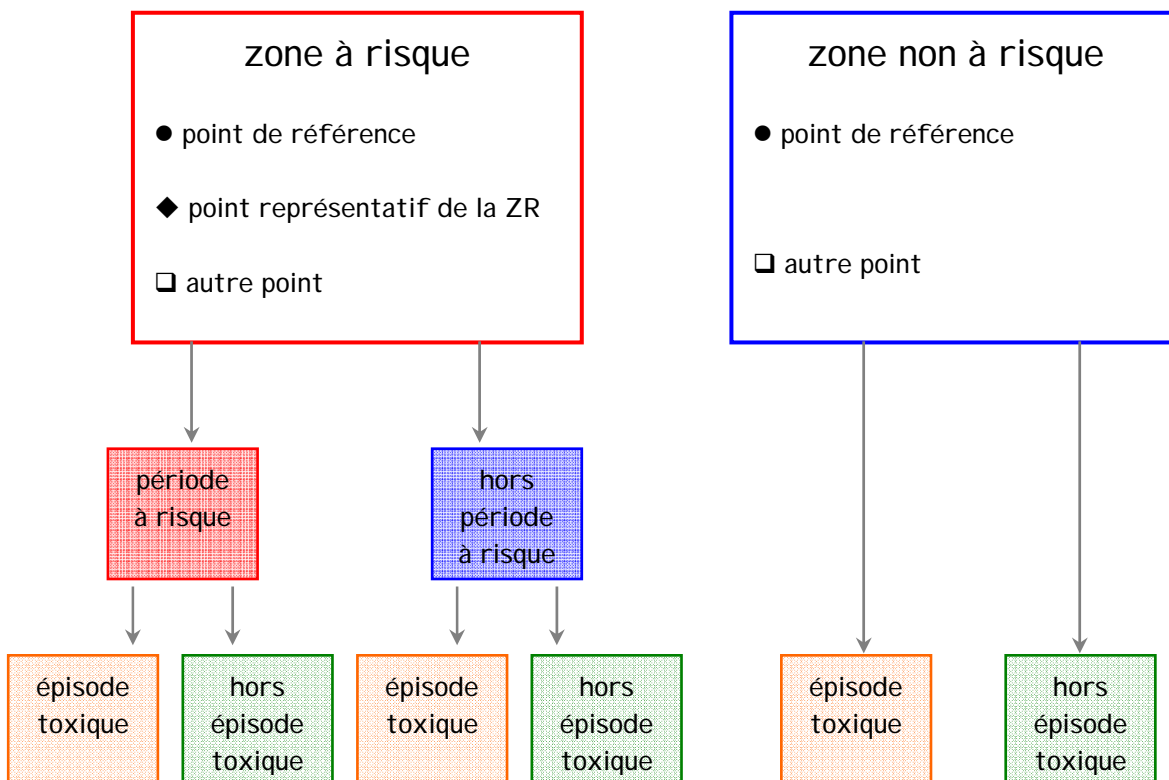 zone à risque
● point de référence
◆ point représentatif de la ZR
❑ autre point
zone non à risque
● point de référence
❑ autre point
période
à risque
hors
période
à risque
épisode
toxique
hors
épisode
toxique
épisode
toxique
hors
épisode
toxique
épisode
toxique
hors
épisode
toxique